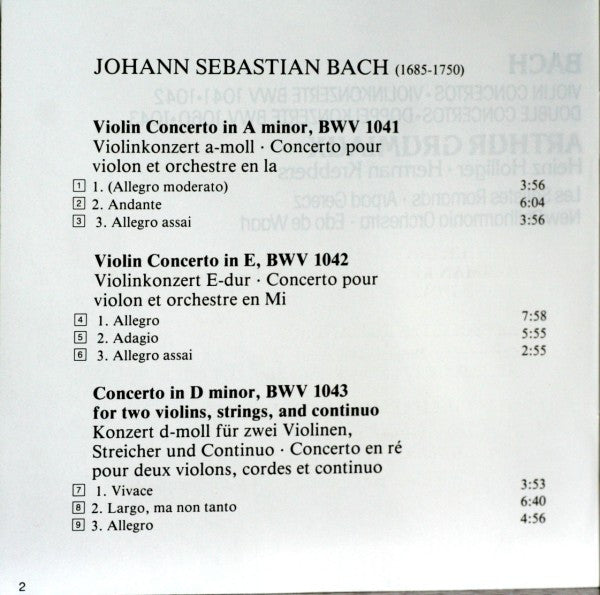 JOHANN SEBASTIAN BACH (1685-1750)
Violin Concerto in A minor, BWV 1041
Violinkonzert a-moll · Concerto pour
violon et orchestre en la
1 1. (Allegro moderato) 3:56
2 2. Andante 6:04
3 3. Allegro assai 3:56
Violin Concerto in E, BWV 1042
Violinkonzert E-dur · Concerto pour
violon et orchestre en Mi
4 1. Allegro 7:58
5 2. Adagio 5:55
6 3. Allegro assai 2:55
Concerto in D minor, BWV 1043
for two violins, strings, and continuo
Konzert d-moll für zwei Violinen,
Streicher und Continuo · Concerto en ré
pour deux violons, cordes et continuo
7 1. Vivace 3:53
8 2. Largo, ma non tanto 6:40
9 3. Allegro 4:56
2